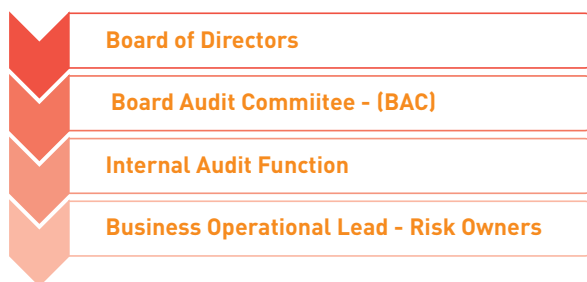 Board of Directors
Board Audit Commiitee - (BAC)
Internal Audit Function
Business Operational Lead - Risk Owners